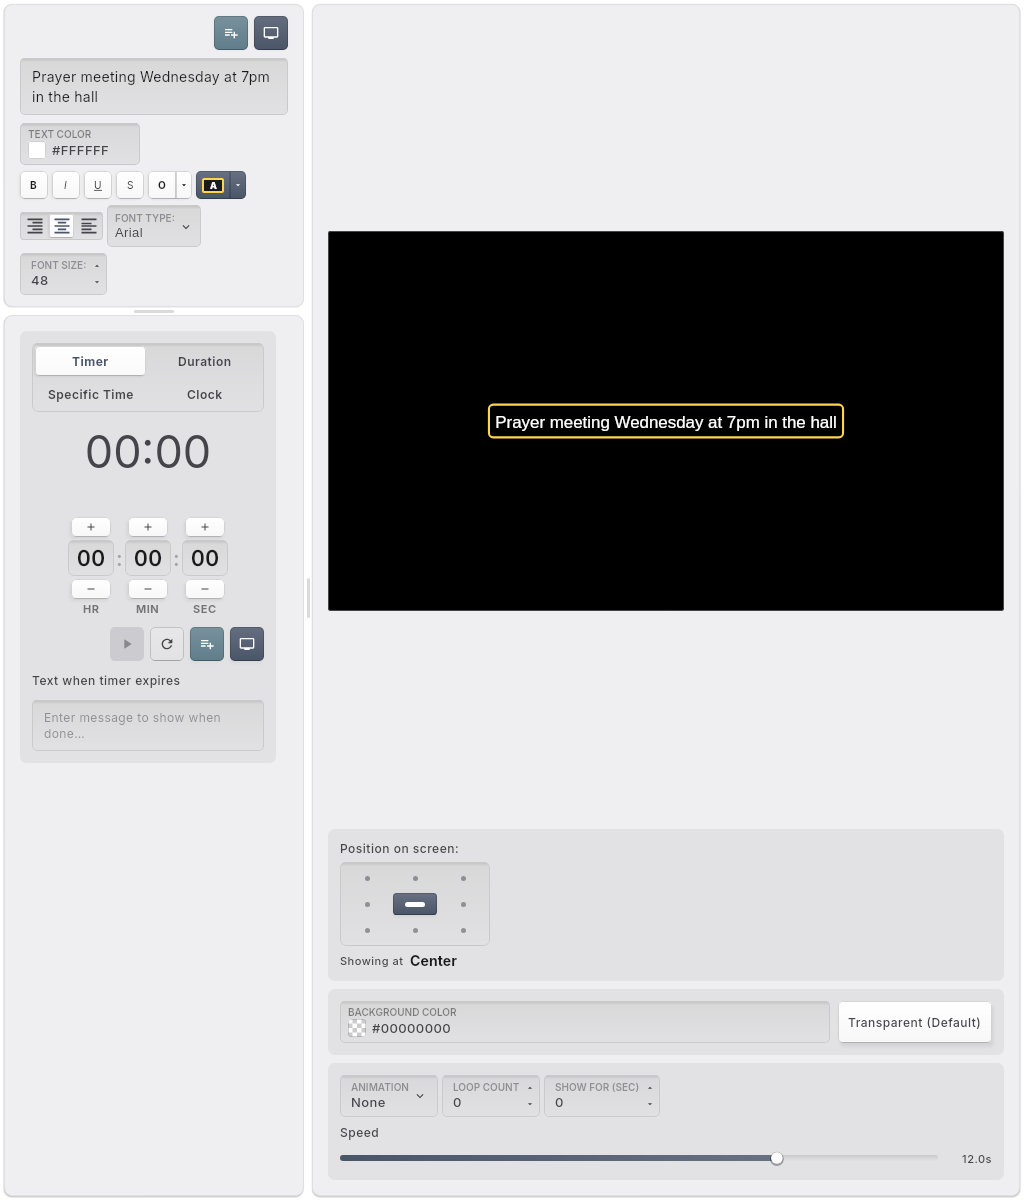 Prayer meeting Wednesday at 7pm
in the hall
TEXT COLOR
#FFFFFF
B I U S O A
FONT TYPE:
Arial
FONT SIZE:
48
Timer Duration
Specific Time Clock
00:00
+ + +
00 : 00 : 00
− − −
HR MIN SEC
Text when timer expires
Enter message to show when
done...
Prayer meeting Wednesday at 7pm in the hall
Position on screen:
Showing at Center
BACKGROUND COLOR
#00000000
Transparent (Default)
ANIMATION LOOP COUNT SHOW FOR (SEC)
None 0 0
Speed
12.0s